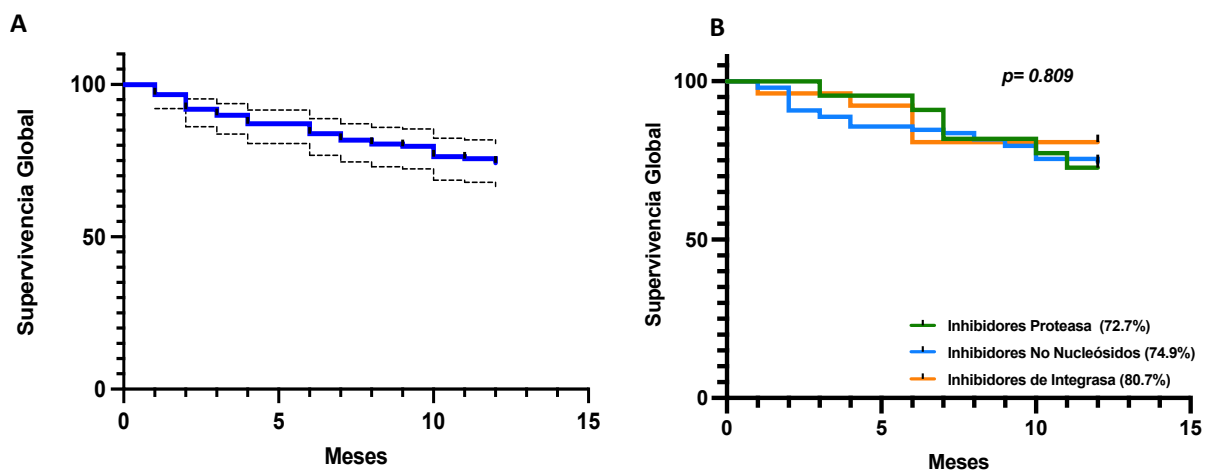 A
Supervivencia Global
100
50
0
0 5 10 15
Meses
B
p= 0.809
Supervivencia Global
100
50
0
Inhibidores Proteasa (72.7%)
Inhibidores No Nucleósidos (74.9%)
Inhibidores de Integrasa (80.7%)
0 5 10 15
Meses